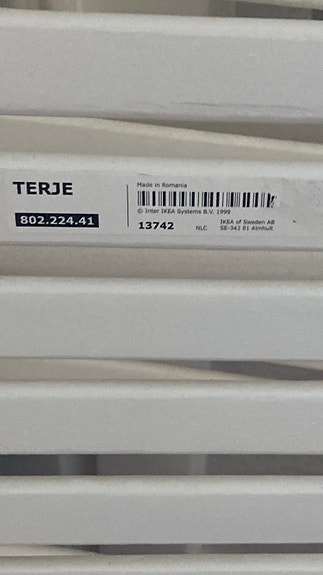 TERJE
802.224.41
Made in Romania
© Inter IKEA Systems B.V. 1999
13742
NLC
IKEA of Sweden AB
SE-343 81 Älmhult